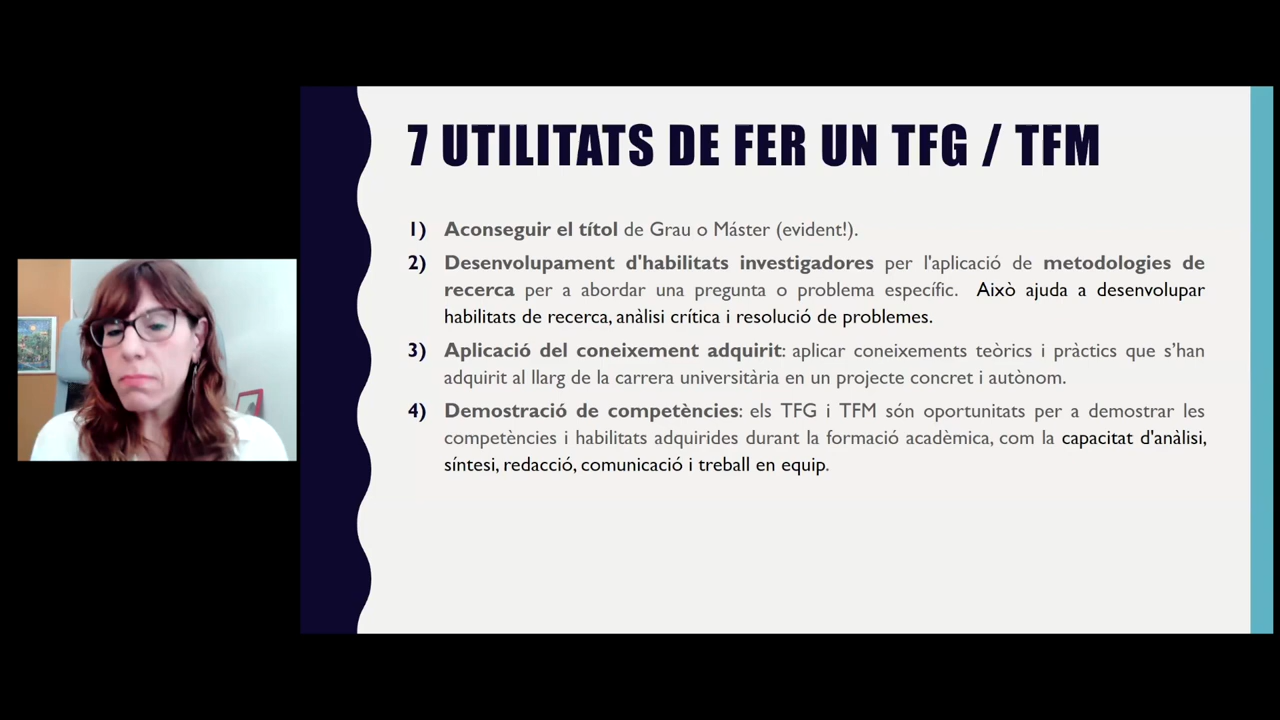 7 UTILITATS DE FER UN TFG / TFM
1) Aconseguir el títol de Grau o Máster (evident!).
2) Desenvolupament d'habilitats investigadores per l'aplicació de metodologies de
recerca per a abordar una pregunta o problema específic. Això ajuda a desenvolupar
habilitats de recerca, anàlisi crítica i resolució de problemes.
3) Aplicació del coneixement adquirit: aplicar coneixements teòrics i pràctics que s’han
adquirit al llarg de la carrera universitària en un projecte concret i autònom.
4) Demostració de competències: els TFG i TFM són oportunitats per a demostrar les
competències i habilitats adquirides durant la formació acadèmica, com la capacitat d'anàlisi,
síntesi, redacció, comunicació i treball en equip.